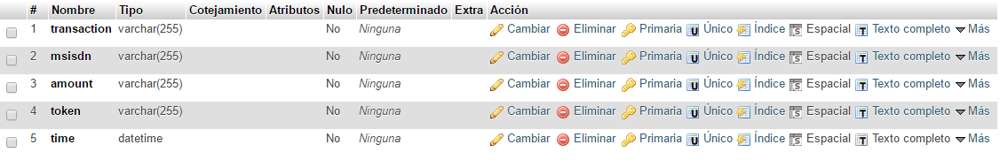 # Nombre Tipo Cotejamiento Atributos Nulo Predeterminado Extra Acción
1 transaction varchar(255) No Ninguna Cambiar Eliminar Primaria Único Índice Espacial Texto completo Más
2 msisdn varchar(255) No Ninguna Cambiar Eliminar Primaria Único Índice Espacial Texto completo Más
3 amount varchar(255) No Ninguna Cambiar Eliminar Primaria Único Índice Espacial Texto completo Más
4 token varchar(255) No Ninguna Cambiar Eliminar Primaria Único Índice Espacial Texto completo Más
5 time datetime No Ninguna Cambiar Eliminar Primaria Único Índice Espacial Texto completo Más